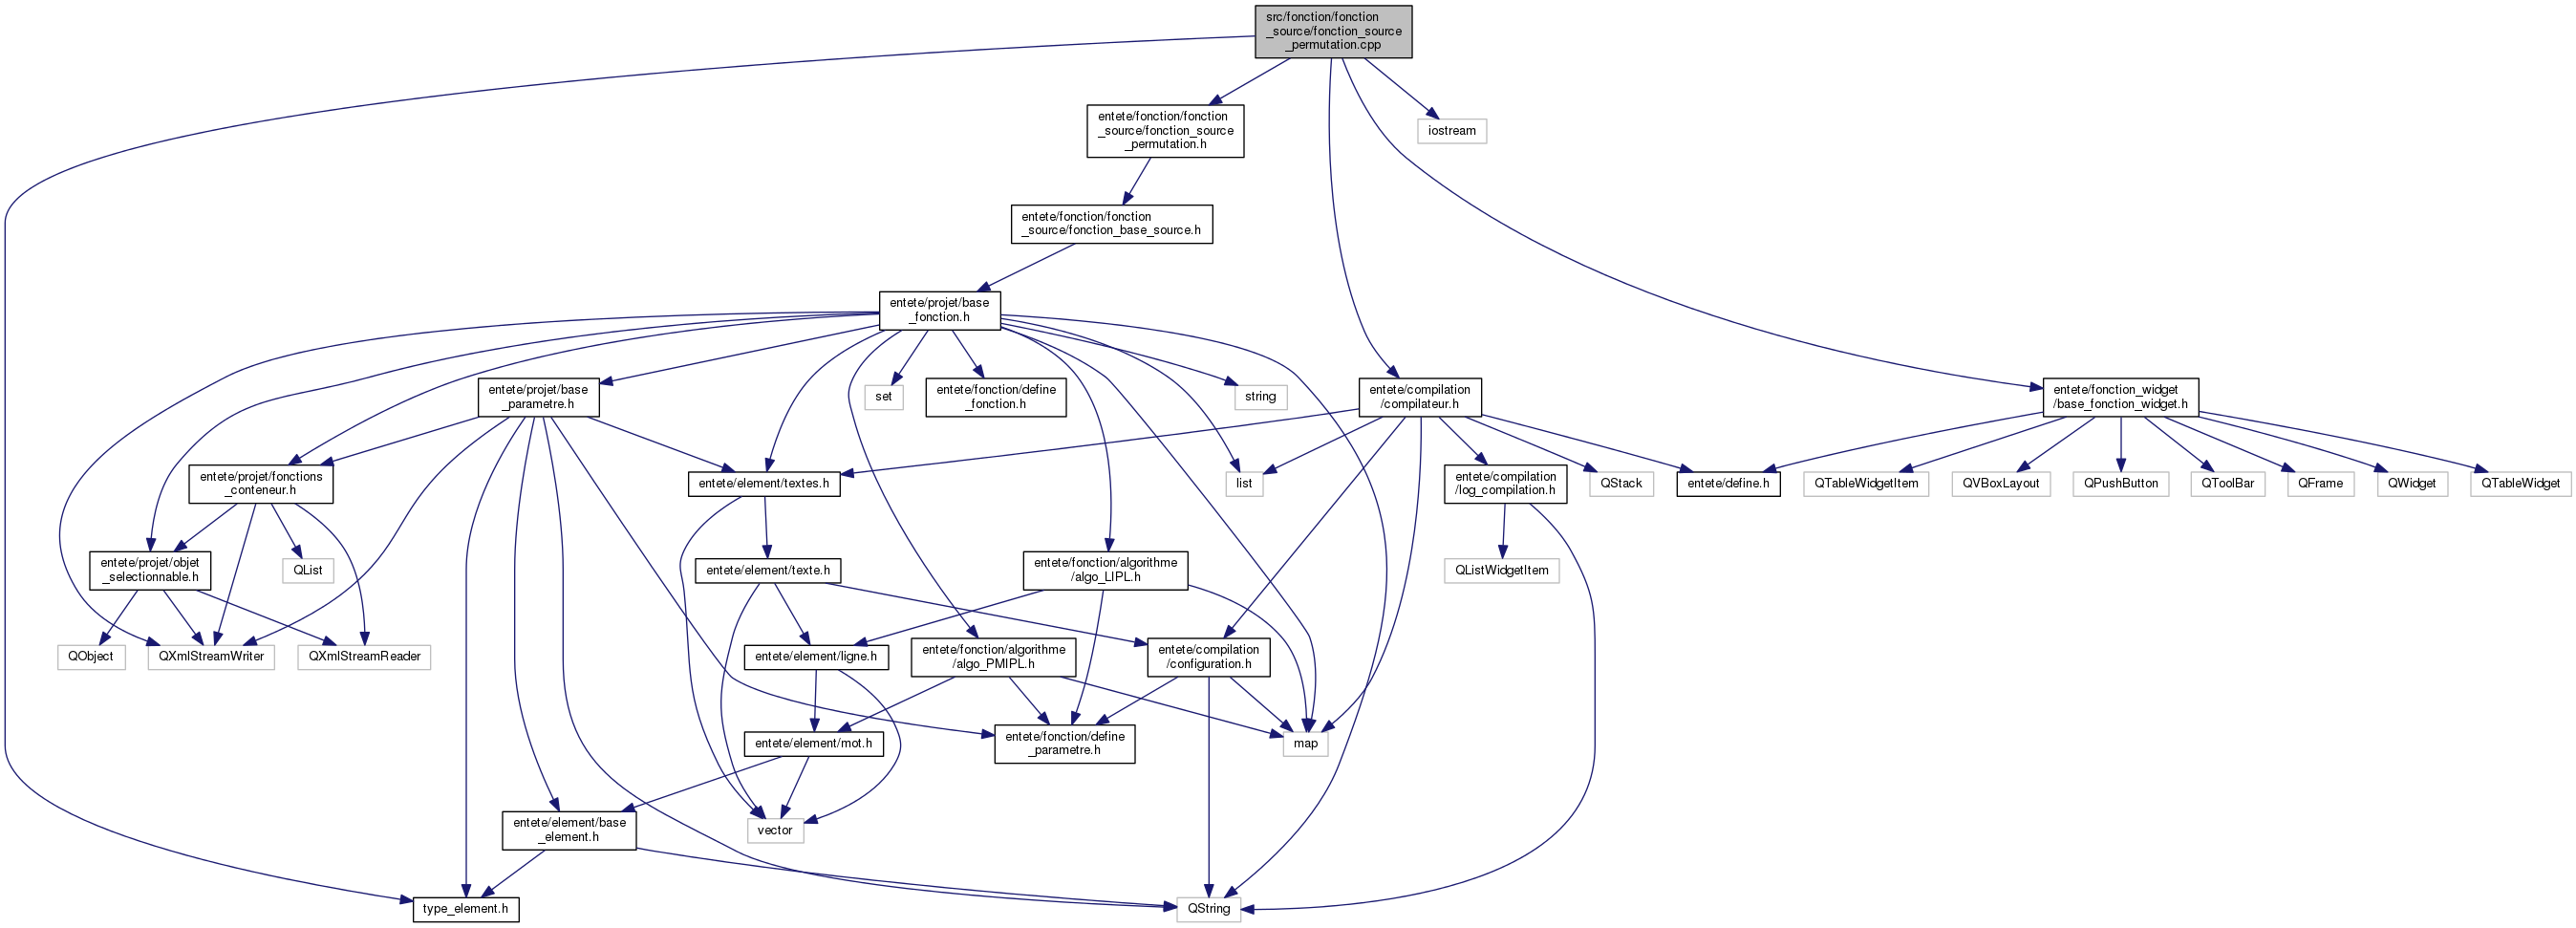 src/fonction/fonction
_source/fonction_source
_permutation.cpp
entete/fonction/fonction
_source/fonction_source
_permutation.h
iostream
entete/fonction/fonction
_source/fonction_base_source.h
entete/projet/base
_fonction.h
entete/projet/base
_parametre.h
set
entete/fonction/define
_fonction.h
string
entete/compilation
/compilateur.h
entete/fonction_widget
/base_fonction_widget.h
entete/projet/fonctions
_conteneur.h
entete/element/textes.h
list
entete/compilation
/log_compilation.h
QStack
entete/define.h
QTableWidgetItem
QVBoxLayout
QPushButton
QToolBar
QFrame
QWidget
QTableWidget
entete/projet/objet
_selectionnable.h
QList
entete/element/texte.h
entete/fonction/algorithme
/algo_LIPL.h
QListWidgetItem
QObject
QXmlStreamWriter
QXmlStreamReader
entete/element/ligne.h
entete/fonction/algorithme
/algo_PMIPL.h
entete/compilation
/configuration.h
entete/element/mot.h
entete/fonction/define
_parametre.h
map
entete/element/base
_element.h
vector
type_element.h
QString